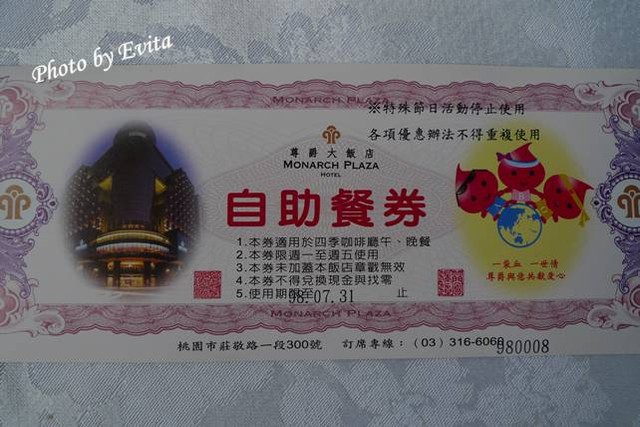 Photo by Evita
MONARCH PLAZA
※特殊節日活動停止使用
各項優惠辦法不得重複使用
尊爵大飯店
MONARCH PLAZA
HOTEL
自助餐券
1.本券適用於四季咖啡廳午、晚餐
2.本券限週一至週五使用
3.本券未加蓋本飯店章戳無效
4.本券不得兌換現金與找零
5.使用期限至98.07.31 止
一袋血 一世情
尊爵與您共献愛心
MONARCH PLAZA
桃園市莊敬路一段300號 訂席專線：(03) 316-6060
980008